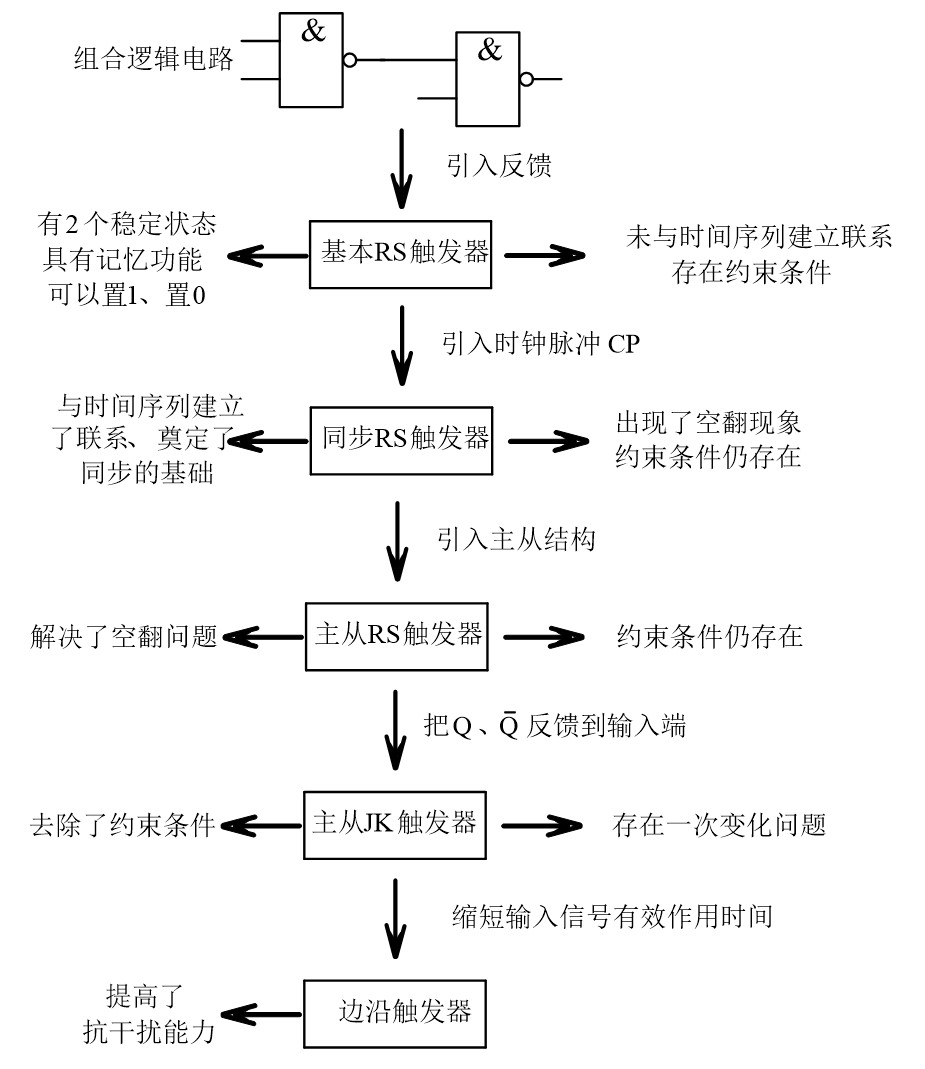 &
&
组合逻辑电路
引入反馈
有2个稳定状态
具有记忆功能
可以置1、置0
基本RS触发器
未与时间序列建立联系
存在约束条件
引入时钟脉冲 CP
与时间序列建立
了联系、奠定了
同步的基础
同步RS触发器
出现了空翻现象
约束条件仍存在
引入主从结构
解决了空翻问题
主从RS触发器
约束条件仍存在
把Q、Q̄ 反馈到输入端
去除了约束条件
主从JK触发器
存在一次变化问题
缩短输入信号有效作用时间
提高了
抗干扰能力
边沿触发器